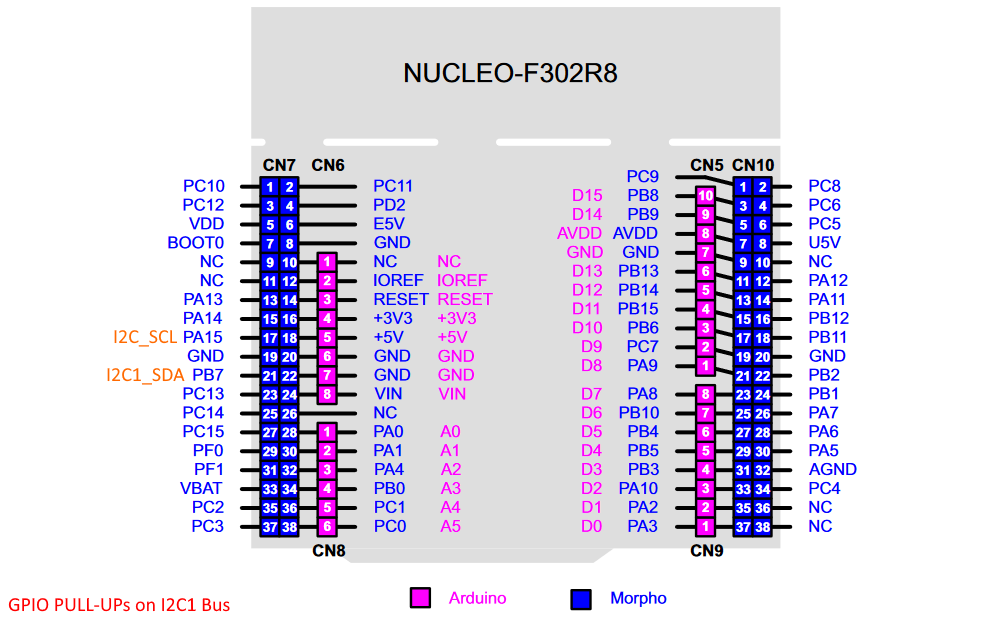 NUCLEO-F302R8
CN7 CN6 CN5 CN10
PC9
PC10 1 2 PC11 1 2 PC8
D15 PB8 10
PC12 3 4 PD2 3 4 PC6
D14 PB9 9
VDD 5 6 E5V 5 6 PC5
AVDD AVDD 8
BOOT0 7 8 GND 7 8 U5V
GND GND 7
NC 9 10 1 NC NC 9 10 NC
D13 PB13 6
NC 11 12 2 IOREF IOREF 11 12 PA12
D12 PB14 5
PA13 13 14 3 RESET RESET 13 14 PA11
D11 PB15 4
PA14 15 16 4 +3V3 +3V3 15 16 PB12
D10 PB6 3
I2C_SCL PA15 17 18 5 +5V +5V 17 18 PB11
D9 PC7 2
GND 19 20 6 GND GND 19 20 GND
D8 PA9 1
I2C1_SDA PB7 21 22 7 GND GND 21 22 PB2
PC13 23 24 8 VIN VIN D7 PA8 8 23 24 PB1
PC14 25 26 NC D6 PB10 7 25 26 PA7
PC15 27 28 1 PA0 A0 D5 PB4 6 27 28 PA6
PF0 29 30 2 PA1 A1 D4 PB5 5 29 30 PA5
PF1 31 32 3 PA4 A2 D3 PB3 4 31 32 AGND
VBAT 33 34 4 PB0 A3 D2 PA10 3 33 34 PC4
PC2 35 36 5 PC1 A4 D1 PA2 2 35 36 NC
PC3 37 38 6 PC0 A5 D0 PA3 1 37 38 NC
CN8 CN9
GPIO PULL-UPs on I2C1 Bus
Arduino Morpho